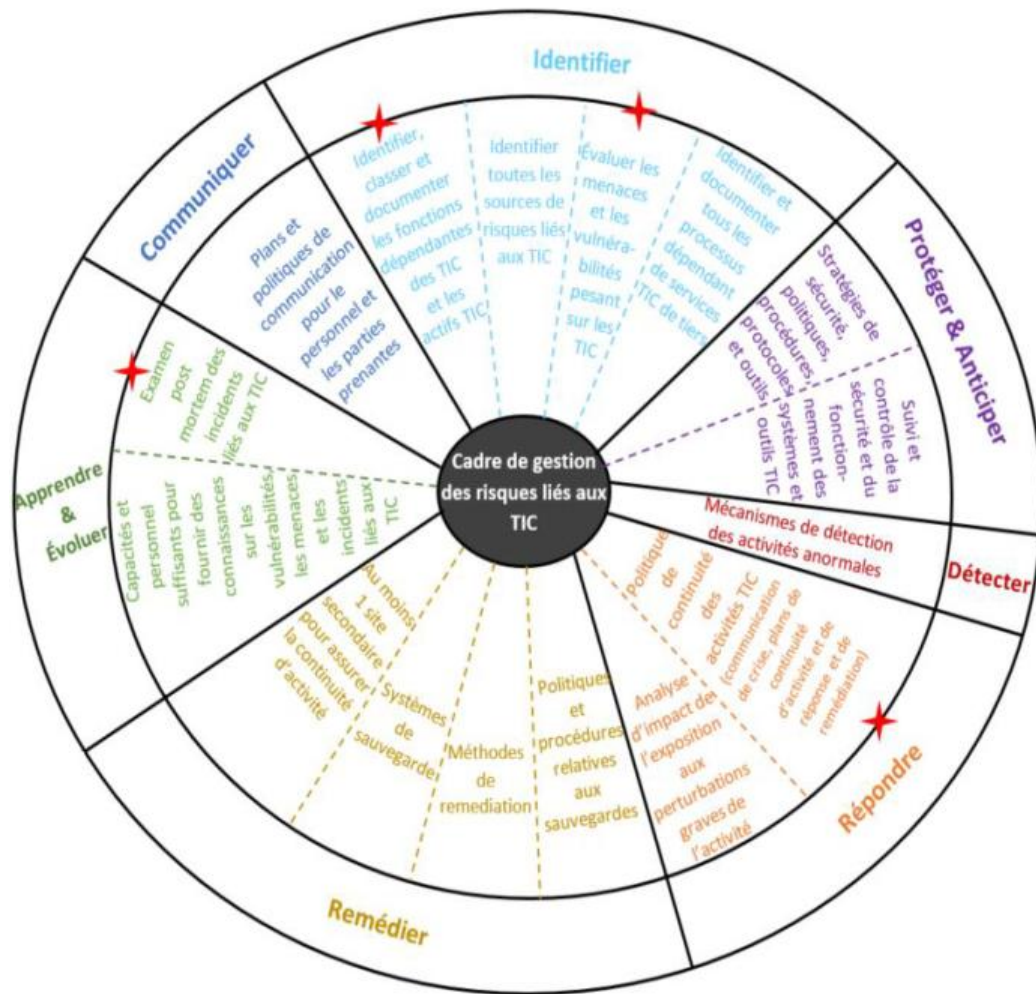 Identifier
Identifier,
classer et
documenter
les fonctions
dépendantes
des TIC
et les
actifs TIC
Identifier
toutes les
sources de
risques liés
aux TIC
Évaluer les
menaces
et les
vulnéra-
bilités
pesant
sur les
TIC
Identifier et
documenter
tous les
processus
dépendant
de services
TIC de tiers
Protéger & Anticiper
Stratégies de
sécurité,
politiques,
procédures,
protocoles
et outils
Suivi et
contrôle de la
sécurité et du
fonction-
nement des
systèmes et
outils TIC
Détecter
Mécanismes de détection
des activités anormales
Répondre
Politique
de
continuité
des
activités TIC
(communication
de crise, plans de
continuité
d'activité et de
réponse et de
remédiation)
Analyse
d'impact de
l'exposition
aux
perturbations
graves de
l'activité
Remédier
Politiques
et
procédures
relatives
aux
sauvegardes
Méthodes
de
remediation
Systèmes
de
sauvegarde
Au moins
1 site
secondaire
pour assurer
la continuité
d'activité
Apprendre
&
Évoluer
Capacités et
personnel
suffisants pour
fournir des
connaissances
sur les
vulnérabilités,
les menaces
et les
incidents
liés aux
TIC
Examen
post
mortem des
incidents
liés aux TIC
Communiquer
Plans et
politiques de
communication
pour le
personnel et
les parties
prenantes
Cadre de gestion
des risques liés aux
TIC